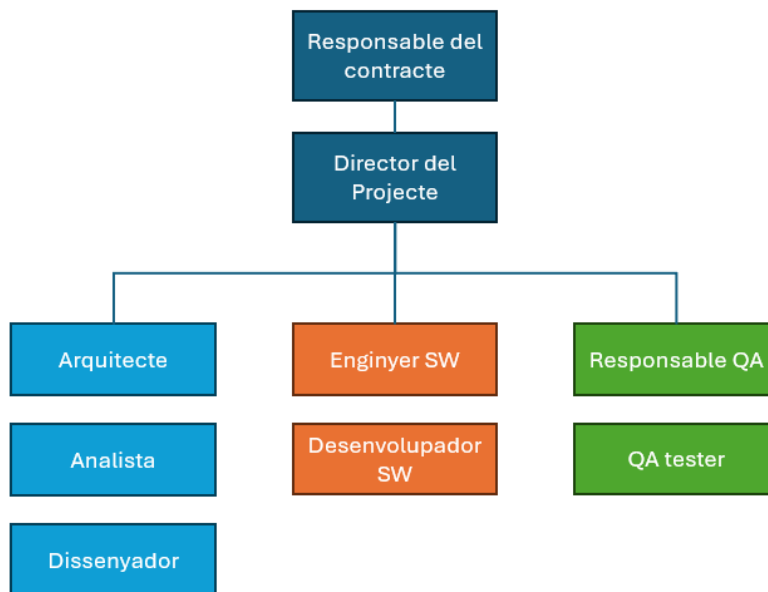 Responsable del
contracte
Director del
Projecte
Arquitecte
Enginyer SW
Responsable QA
Analista
Desenvolupador
SW
QA tester
Dissenyador